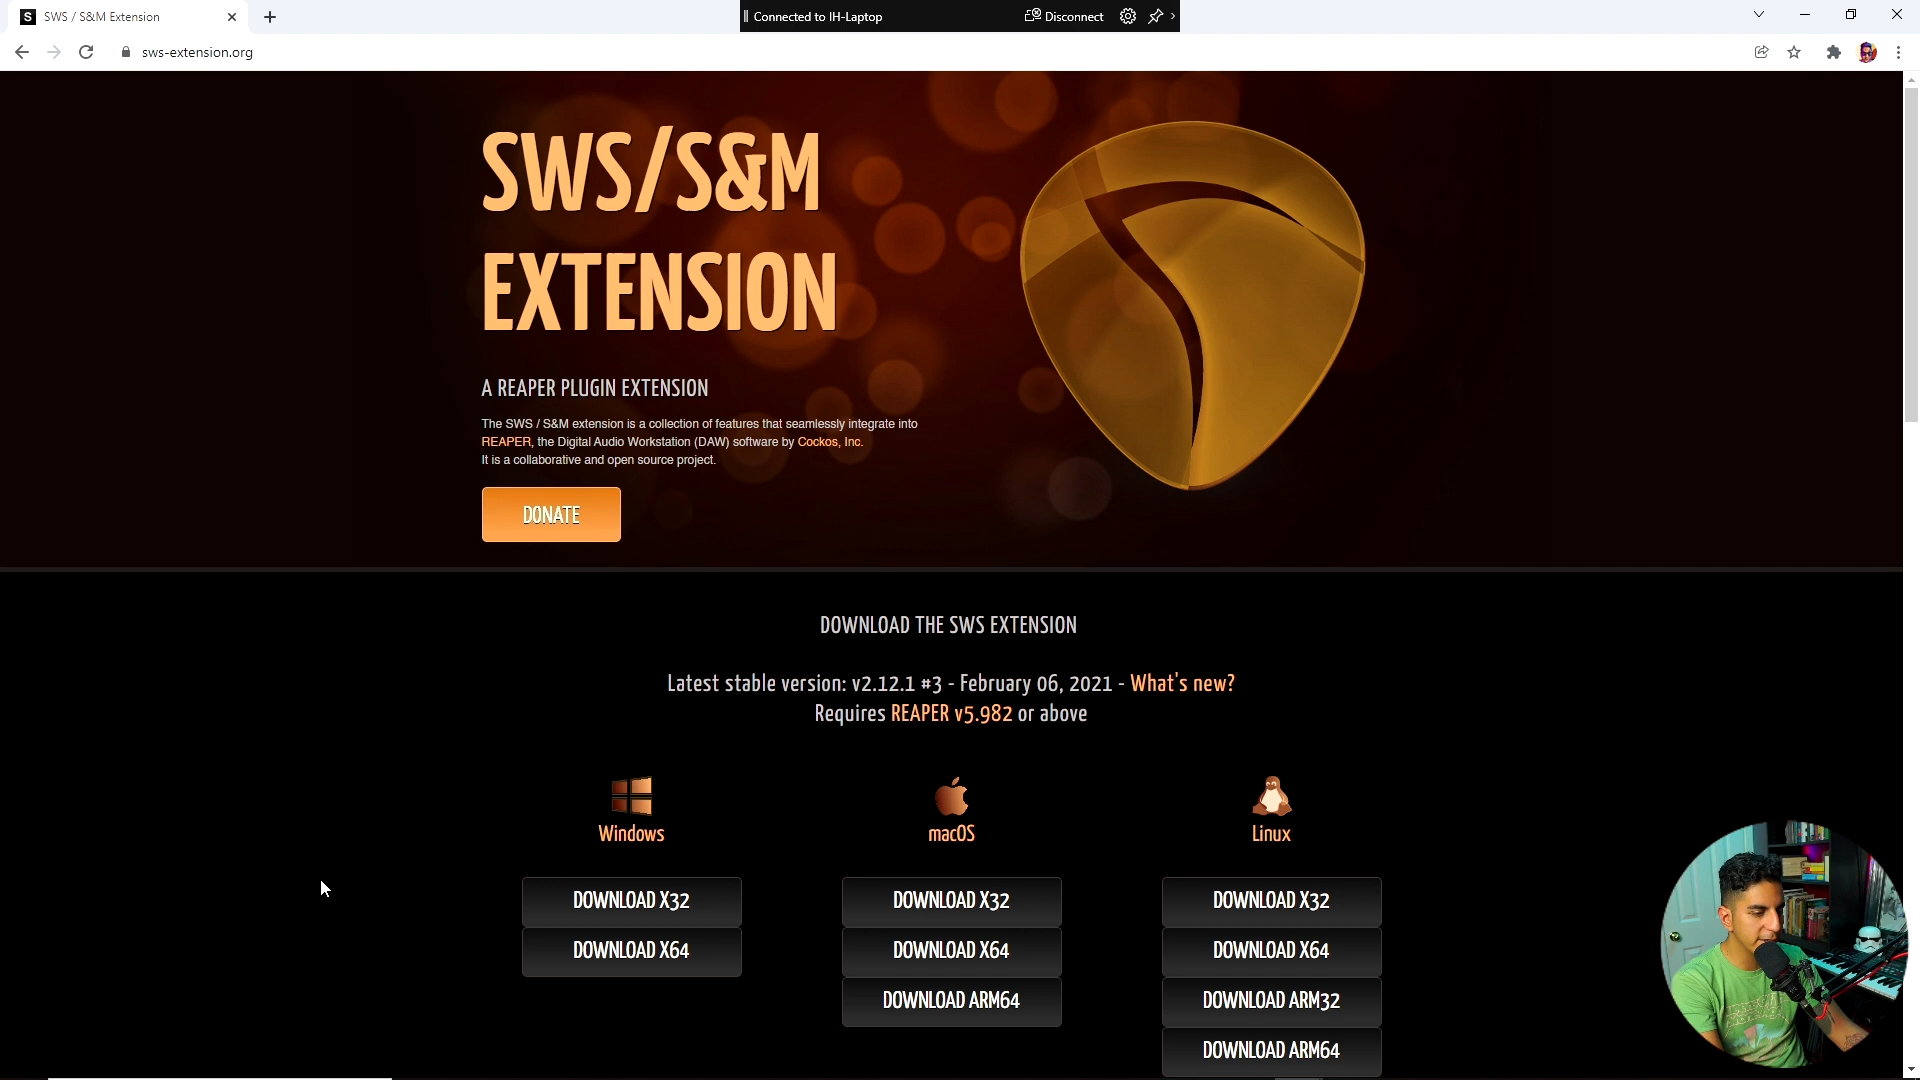 S SWS / S&M Extension
Connected to IH-Laptop
Disconnect
sws-extension.org
SWS/S&M
EXTENSION
A REAPER PLUGIN EXTENSION
The SWS / S&M extension is a collection of features that seamlessly integrate into
REAPER, the Digital Audio Workstation (DAW) software by Cockos, Inc.
It is a collaborative and open source project.
DONATE
DOWNLOAD THE SWS EXTENSION
Latest stable version: v2.12.1 #3 - February 06, 2021 - What's new?
Requires REAPER v5.982 or above
Windows
macOS
Linux
DOWNLOAD X32
DOWNLOAD X32
DOWNLOAD X32
DOWNLOAD X64
DOWNLOAD X64
DOWNLOAD X64
DOWNLOAD ARM64
DOWNLOAD ARM32
DOWNLOAD ARM64